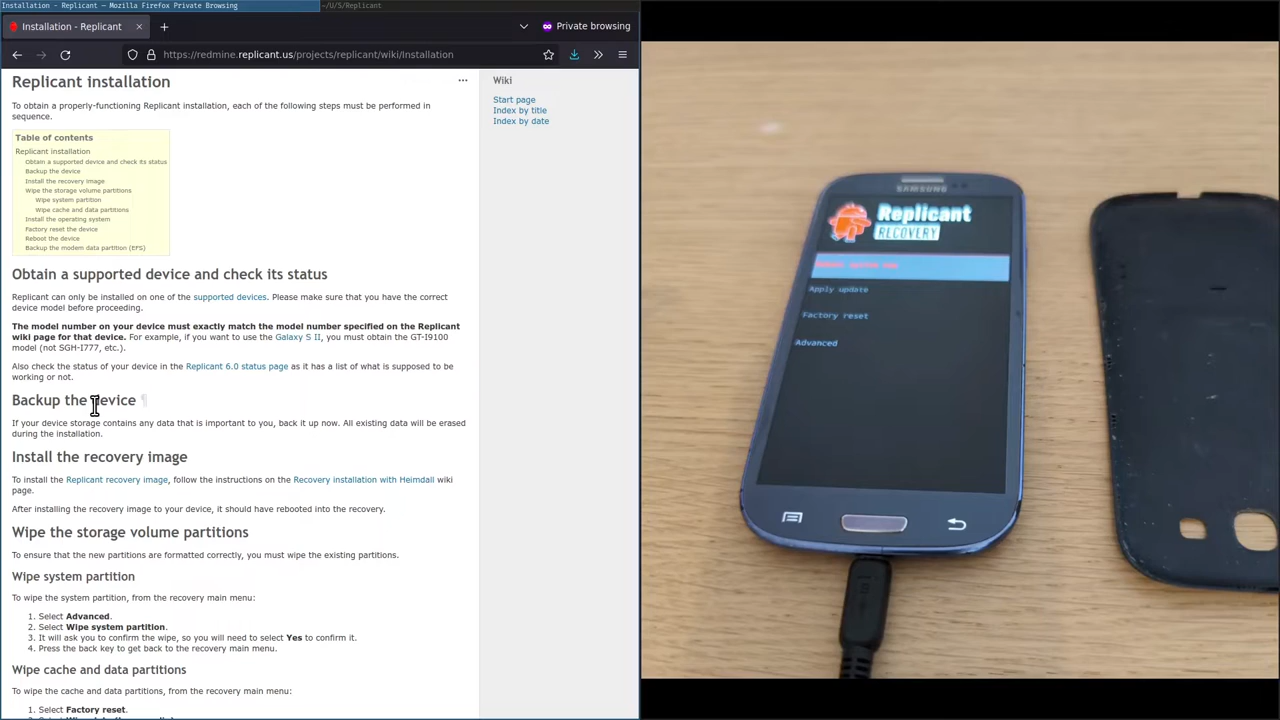 Installation - Replicant — Mozilla Firefox Private Browsing
~/U/S/Replicant
Installation - Replicant
Private browsing
https://redmine.replicant.us/projects/replicant/wiki/Installation
Replicant installation
To obtain a properly-functioning Replicant installation, each of the following steps must be performed in
sequence.
Table of contents
Replicant installation
Obtain a supported device and check its status
Backup the device
Install the recovery image
Wipe the storage volume partitions
Wipe system partition
Wipe cache and data partitions
Install the operating system
Factory reset the device
Reboot the device
Backup the modem data partition (EFS)
Obtain a supported device and check its status
Replicant can only be installed on one of the supported devices. Please make sure that you have the correct
device model before proceeding.
The model number on your device must exactly match the model number specified on the Replicant
wiki page for that device. For example, if you want to use the Galaxy S II, you must obtain the GT-I9100
model (not SGH-I777, etc.).
Also check the status of your device in the Replicant 6.0 status page as it has a list of what is supposed to be
working or not.
Backup the device ¶
If your device storage contains any data that is important to you, back it up now. All existing data will be erased
during the installation.
Install the recovery image
To install the Replicant recovery image, follow the instructions on the Recovery installation with Heimdall wiki
page.
After installing the recovery image to your device, it should have rebooted into the recovery.
Wipe the storage volume partitions
To ensure that the new partitions are formatted correctly, you must wipe the existing partitions.
Wipe system partition
To wipe the system partition, from the recovery main menu:
1. Select Advanced.
2. Select Wipe system partition.
3. It will ask you to confirm the wipe, so you will need to select Yes to confirm it.
4. Press the back key to get back to the recovery main menu.
Wipe cache and data partitions
To wipe the cache and data partitions, from the recovery main menu:
1. Select Factory reset.
Wiki
Start page
Index by title
Index by date
SAMSUNG
Replicant
RECOVERY
Apply update
Factory reset
Advanced